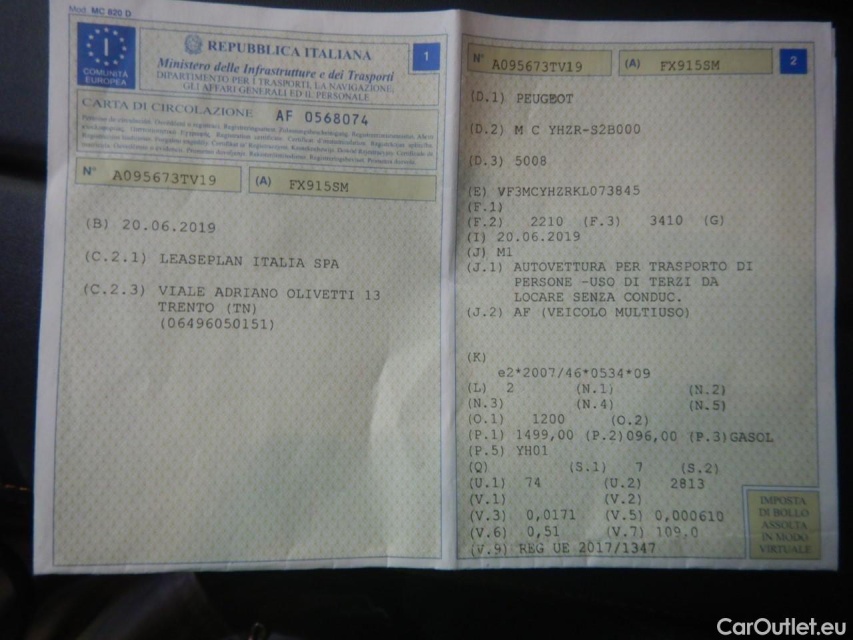 Mod. MC 820 D
I
COMUNITÀ
EUROPEA
REPUBBLICA ITALIANA
1
Ministero delle Infrastrutture e dei Trasporti
DIPARTIMENTO PER I TRASPORTI, LA NAVIGAZIONE,
GLI AFFARI GENERALI ED IL PERSONALE
CARTA DI CIRCOLAZIONE AF 0568074
N° A095673TV19 (A) FX915SM
(B) 20.06.2019
(C.2.1) LEASEPLAN ITALIA SPA
(C.2.3) VIALE ADRIANO OLIVETTI 13
TRENTO (TN)
(06496050151)
N° A095673TV19 (A) FX915SM 2
(D.1) PEUGEOT
(D.2) M C YHZR-S2B000
(D.3) 5008
(E) VF3MCYHZRKL073845
(F.1)
(F.2) 2210 (F.3) 3410 (G)
(I) 20.06.2019
(J) M1
(J.1) AUTOVETTURA PER TRASPORTO DI
PERSONE -USO DI TERZI DA
LOCARE SENZA CONDUC.
(J.2) AF (VEICOLO MULTIUSO)
(K)
e2*2007/46*0534*09
(L) 2 (N.1) (N.2)
(N.3) (N.4) (N.5)
(O.1) 1200 (O.2)
(P.1) 1499,00 (P.2)096,00 (P.3)GASOL
(P.5) YH01
(Q) (S.1) 7 (S.2)
(U.1) 74 (U.2) 2813
(V.1) (V.2)
(V.3) 0,0171 (V.5) 0,000610
(V.6) 0,51 (V.7) 109.0
(V.9) REG UE 2017/1347
IMPOSTA
DI BOLLO
ASSOLTA
IN MODO
VIRTUALE
CarOutlet.eu